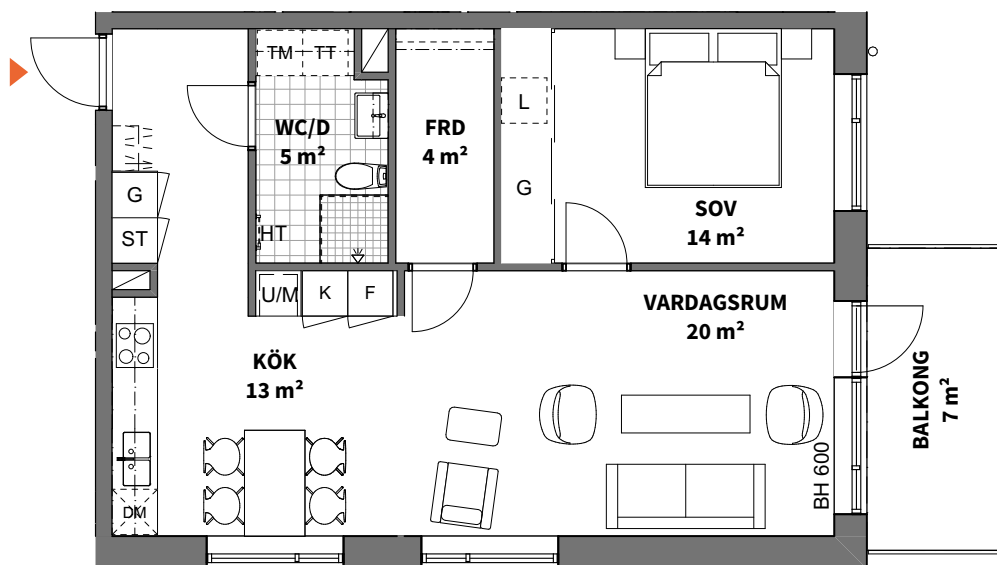 TM
TT
WC/D
5 m²
FRD
4 m²
L
G
SOV
14 m²
G
ST
HT
U/M
K
F
VARDAGSRUM
20 m²
KÖK
13 m²
BALKONG
7 m²
BH 600
DM